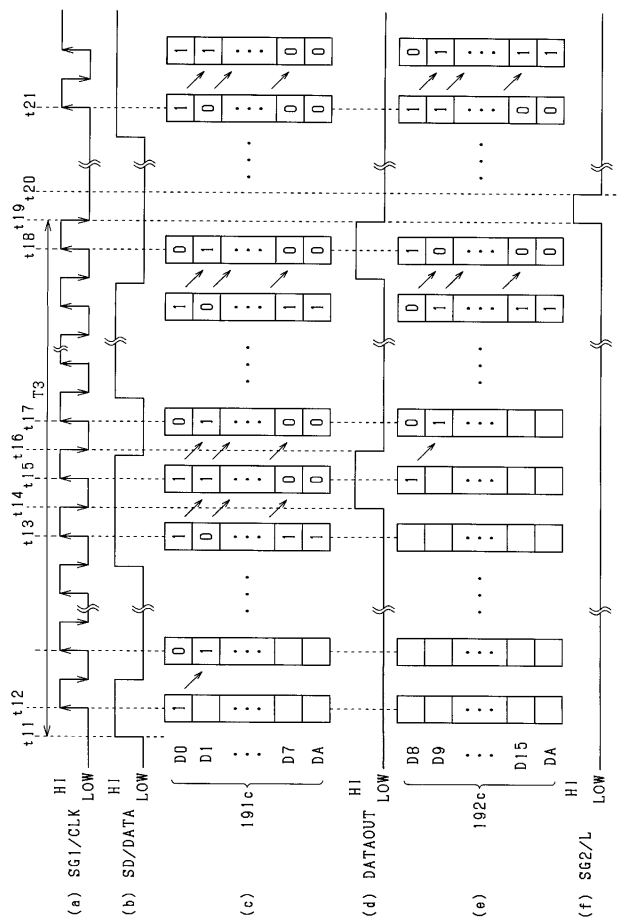 t11 t12 t13 t14 t15 t16 t17 t18 t19 t20 t21
T3
(a) SG1/CLK HI LOW
(b) SD/DATA HI LOW
D0 1 0 1 1 0 1 0 1 1
D1 1 0 1 1 0 1 0 1
(c) 191c
D7 1 0 0 1 0 0 0
DA 1 0 0 1 0 0 0
(d) DATAOUT HI LOW
D8 1 0 0 1 1 0
D9 1 1 0 1 1
(e) 192c
D15 1 0 0 1
DA 1 0 0 1
(f) SG2/L HI LOW